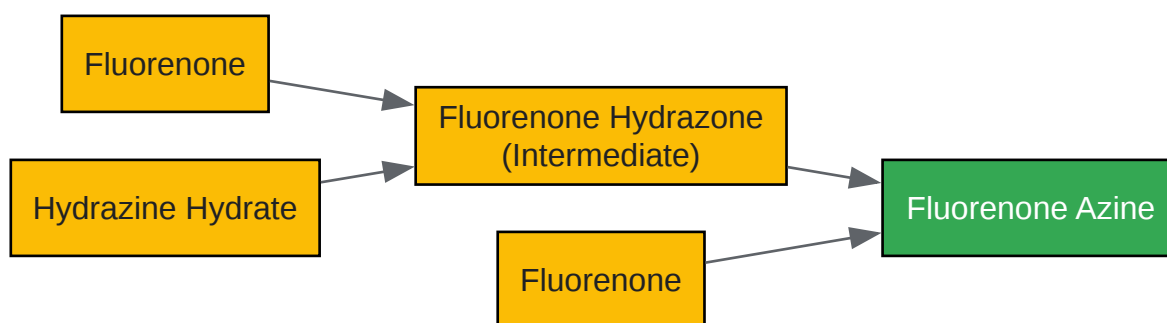 Fluorenone
Hydrazine Hydrate
Fluorenone Hydrazone
(Intermediate)
Fluorenone
Fluorenone Azine